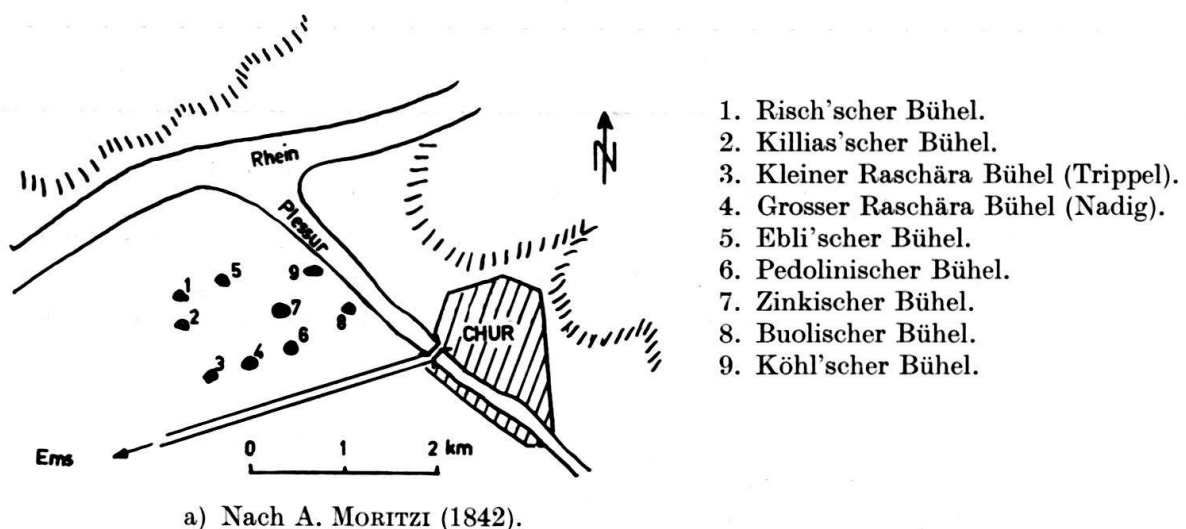 Rhein
N
Plessur
1
5
9
2
7
8
6
3
4
CHUR
Ems
0 1 2 km
1. Risch'scher Bühel.
2. Killias'scher Bühel.
3. Kleiner Raschära Bühel (Trippel).
4. Grosser Raschära Bühel (Nadig).
5. Ebli'scher Bühel.
6. Pedolinischer Bühel.
7. Zinkischer Bühel.
8. Buolischer Bühel.
9. Köhl'scher Bühel.
a) Nach A. MORITZI (1842).